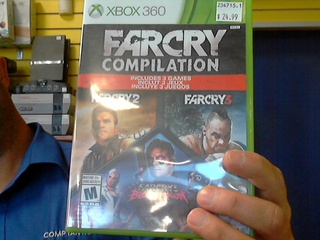 XBOX 360
234715.1
$ 24.99
FARCRY
COMPILATION
INCLUDES 3 GAMES
INCLUT 3 JEUX
INCLUYE 3 JUEGOS
FARCRY 2
FARCRY 3
M